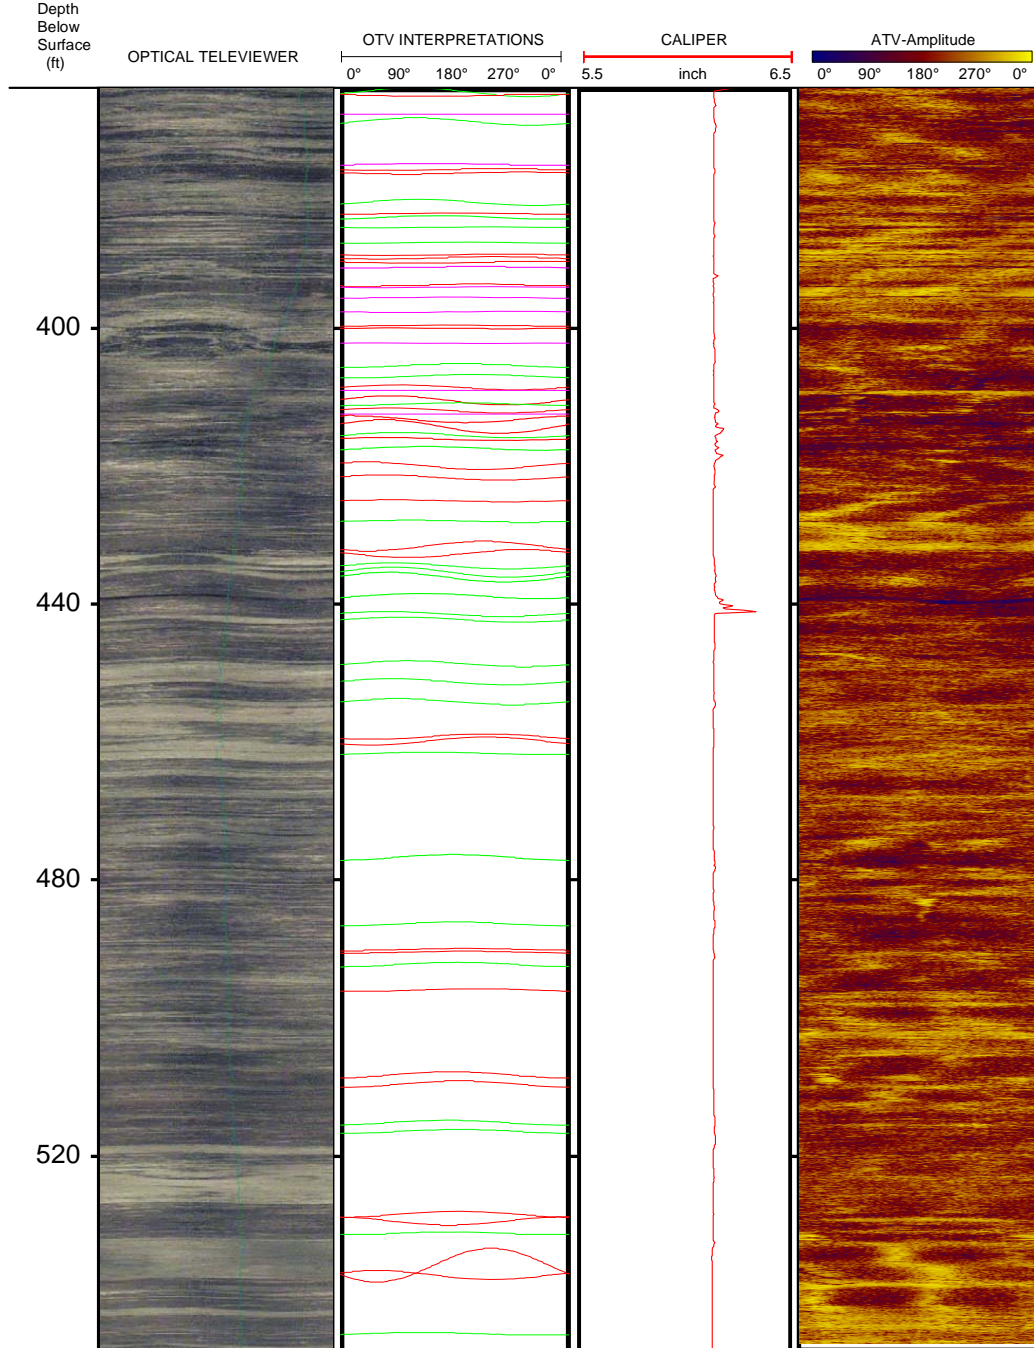 Depth
Below
Surface
(ft)
OPTICAL TELEVIEWER
OTV INTERPRETATIONS
0° 90° 180° 270° 0°
CALIPER
5.5 inch 6.5
ATV-Amplitude
0° 90° 180° 270° 0°
400
440
480
520